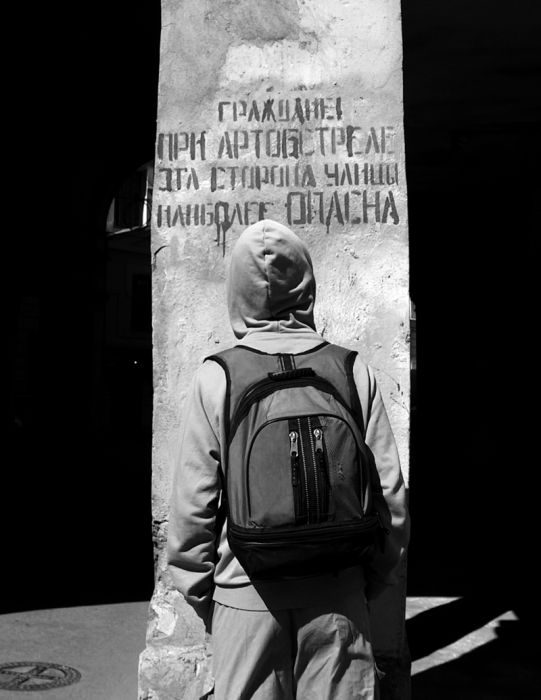 ГРАЖДАНЕ!
ПРИ АРТОБСТРЕЛЕ
ЭТА СТОРОНА УЛИЦЫ
НАИБОЛЕЕ ОПАСНА